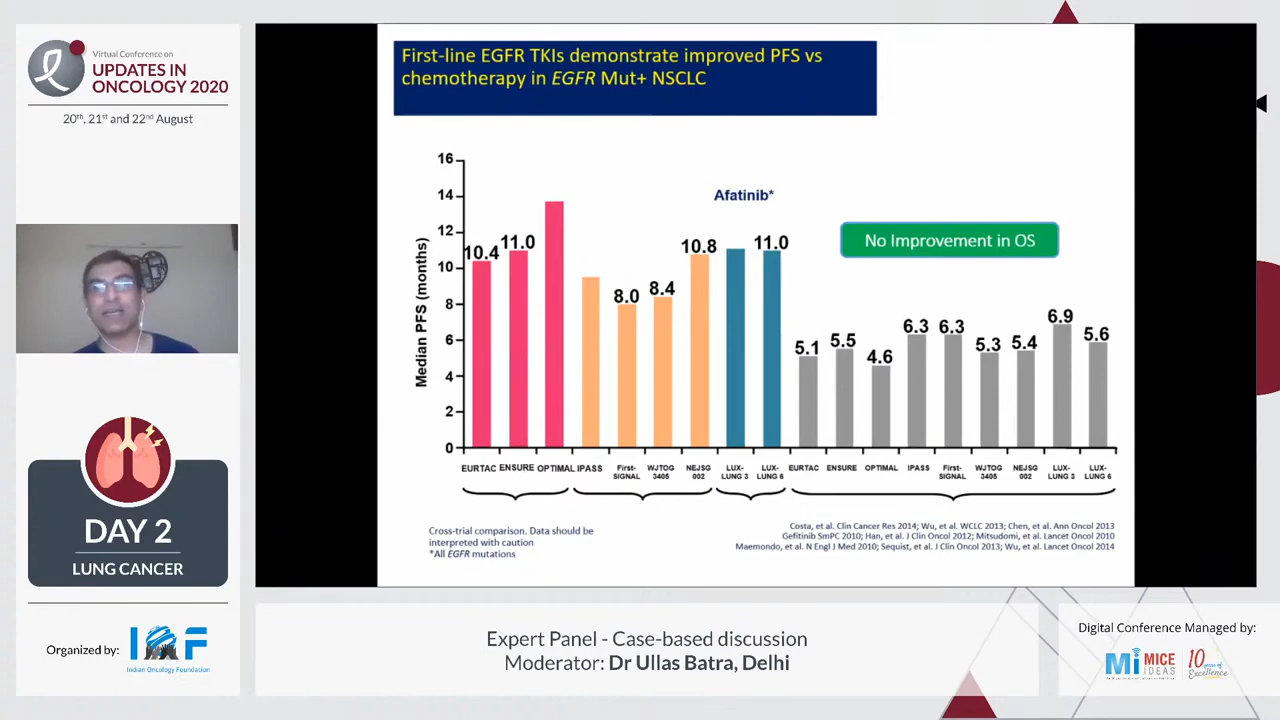 Virtual Conference on
UPDATES IN
ONCOLOGY 2020
20th, 21st and 22nd August
First-line EGFR TKIs demonstrate improved PFS vs
chemotherapy in EGFR Mut+ NSCLC
Median PFS (months)
16
14
12
10
8
6
4
2
0
Afatinib*
No Improvement in OS
10.4
11.0
8.0
8.4
10.8
11.0
5.1
5.5
4.6
6.3
6.3
5.3
5.4
6.9
5.6
EURTAC ENSURE OPTIMAL IPASS First-SIGNAL WJTOG 3405 NEJSG 002 LUX-LUNG 3 LUX-LUNG 6 EURTAC ENSURE OPTIMAL IPASS First-SIGNAL WJTOG 3405 NEJSG 002 LUX-LUNG 3 LUX-LUNG 6
Cross-trial comparison. Data should be
interpreted with caution
*All EGFR mutations
Costa, et al. Clin Cancer Res 2014; Wu, et al. WCLC 2013; Chen, et al. Ann Oncol 2013
Gefitinib SmPC 2010; Han, et al. J Clin Oncol 2012; Mitsudomi, et al. Lancet Oncol 2010
Maemondo, et al. N Engl J Med 2010; Sequist, et al. J Clin Oncol 2013; Wu, et al. Lancet Oncol 2014
DAY 2
LUNG CANCER
Organized by:
IOF
Indian Oncology Foundation
Expert Panel - Case-based discussion
Moderator: Dr Ullas Batra, Delhi
Digital Conference Managed by:
Mi MICE
IDEAS
10 years of
Excellence